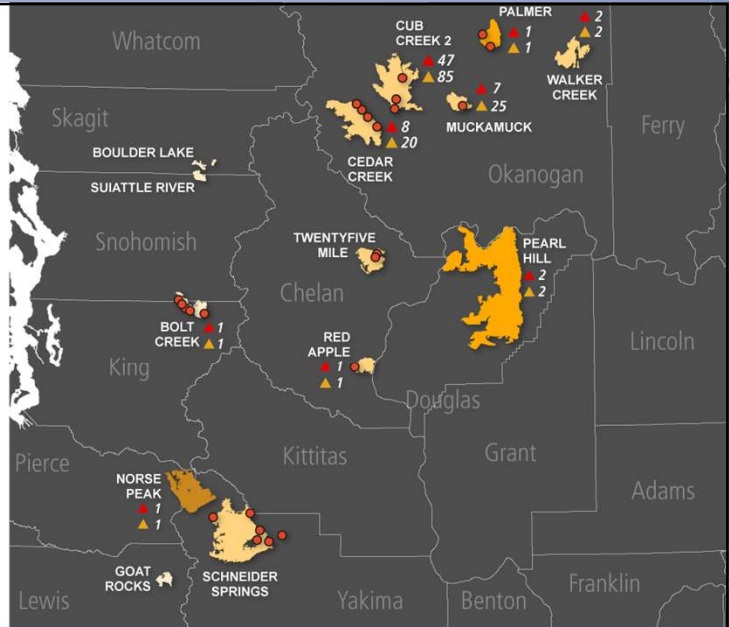 PALMER
1
1
2
2
WALKER
CREEK
CUB
CREEK 2
47
85
Whatcom
7
25
MUCKAMUCK
Ferry
Skagit
8
20
CEDAR
CREEK
BOULDER LAKE
SUIATTLE RIVER
Okanogan
Snohomish
TWENTYFIVE
MILE
PEARL
HILL
2
2
Chelan
BOLT
CREEK
1
1
King
RED
APPLE
1
1
Lincoln
Douglas
Pierce
Kittitas
Grant
Adams
NORSE
PEAK
1
1
GOAT
ROCKS
SCHNEIDER
SPRINGS
Lewis
Yakima
Benton
Franklin